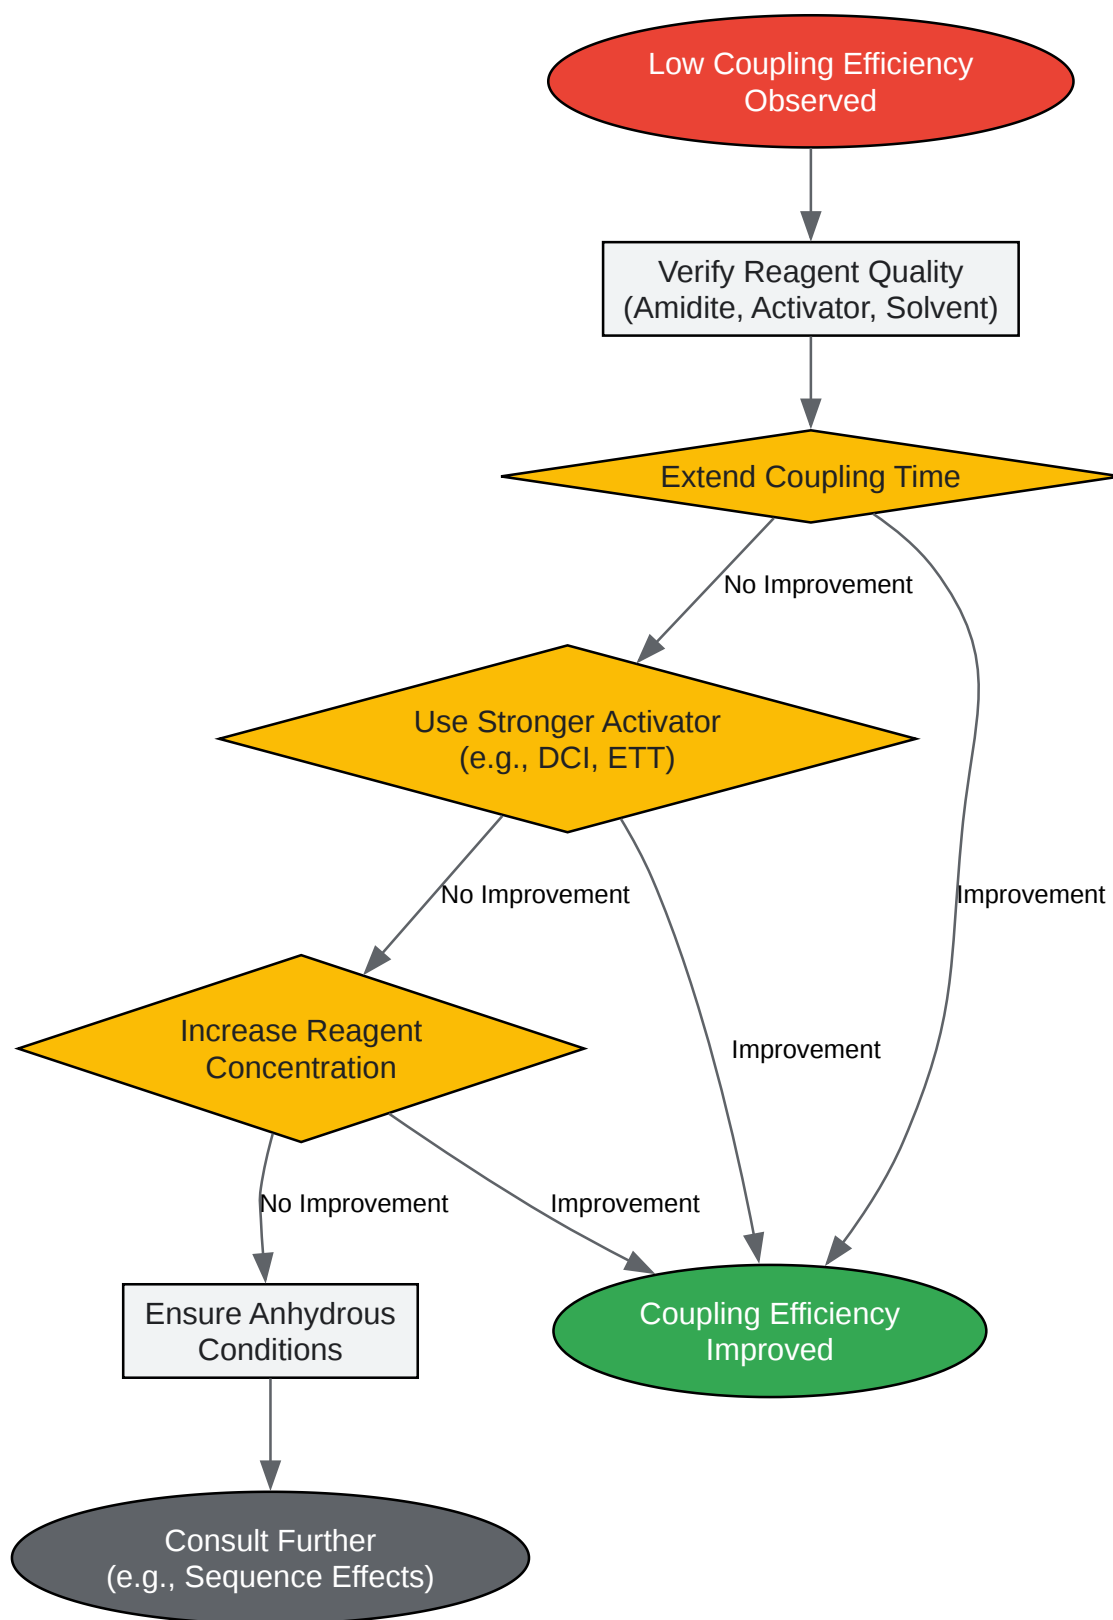 Low Coupling Efficiency
Observed
Verify Reagent Quality
(Amidite, Activator, Solvent)
Extend Coupling Time
No Improvement
Use Stronger Activator
(e.g., DCI, ETT)
No Improvement
Improvement
Increase Reagent
Concentration
Improvement
No Improvement
Improvement
Ensure Anhydrous
Conditions
Coupling Efficiency
Improved
Consult Further
(e.g., Sequence Effects)